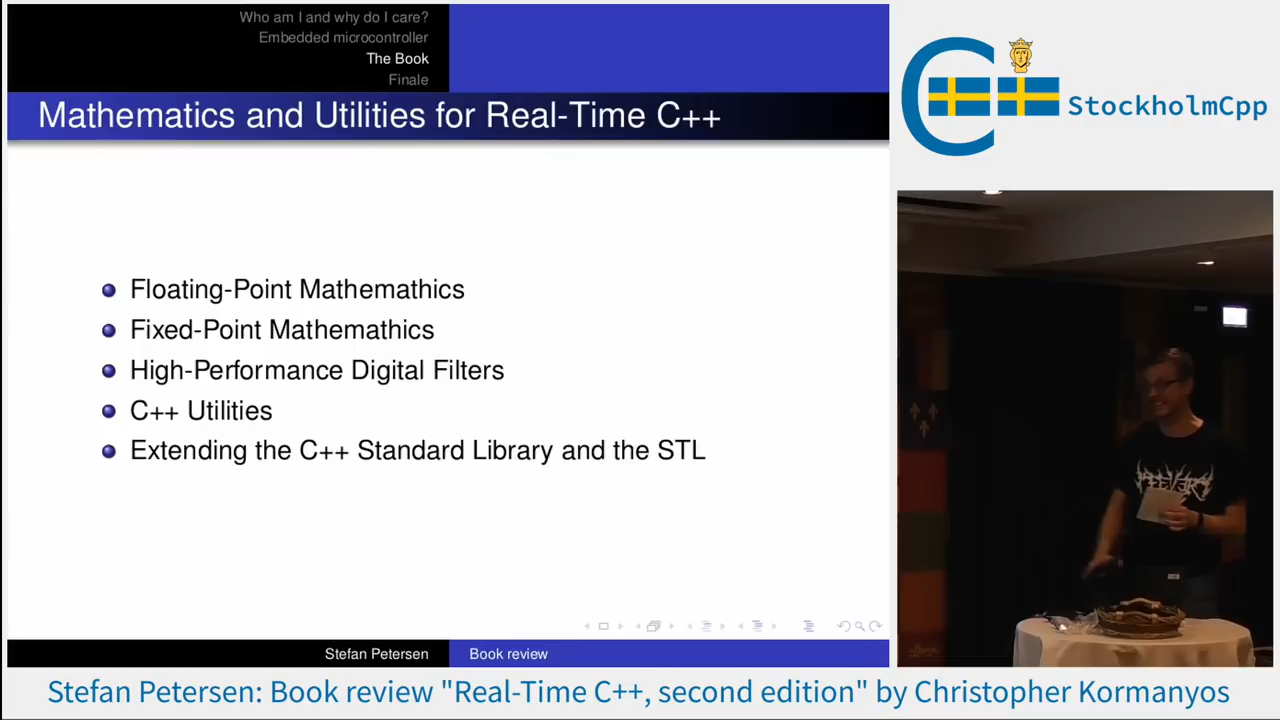 Who am I and why do I care?
Embedded microcontroller
The Book
Finale
Mathematics and Utilities for Real-Time C++
Floating-Point Mathemathics
Fixed-Point Mathemathics
High-Performance Digital Filters
C++ Utilities
Extending the C++ Standard Library and the STL
Stefan Petersen
Book review
C++
StockholmCpp
Stefan Petersen: Book review "Real-Time C++, second edition" by Christopher Kormanyos